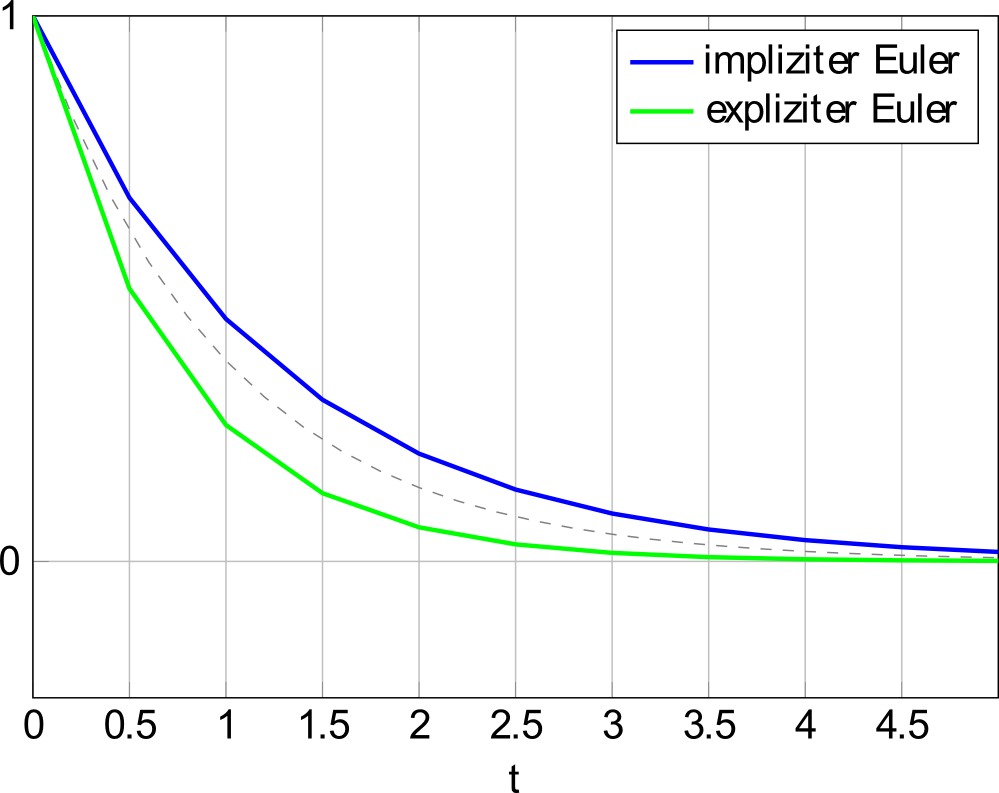 1
impliziter Euler
expliziter Euler
0
0 0.5 1 1.5 2 2.5 3 3.5 4 4.5
t